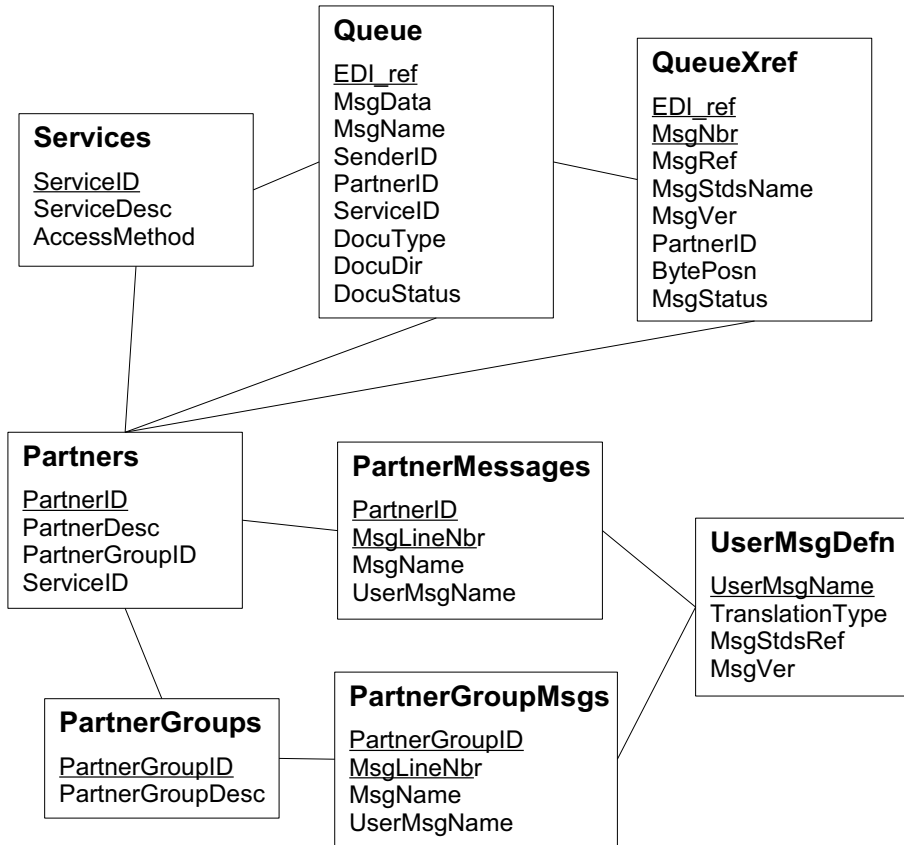 Queue
EDI_ref
MsgData
MsgName
SenderID
PartnerID
ServiceID
DocuType
DocuDir
DocuStatus
QueueXref
EDI_ref
MsgNbr
MsgRef
MsgStdsName
MsgVer
PartnerID
BytePosn
MsgStatus
Services
ServiceID
ServiceDesc
AccessMethod
Partners
PartnerID
PartnerDesc
PartnerGroupID
ServiceID
PartnerMessages
PartnerID
MsgLineNbr
MsgName
UserMsgName
UserMsgDefn
UserMsgName
TranslationType
MsgStdsRef
MsgVer
PartnerGroups
PartnerGroupID
PartnerGroupDesc
PartnerGroupMsgs
PartnerGroupID
MsgLineNbr
MsgName
UserMsgName